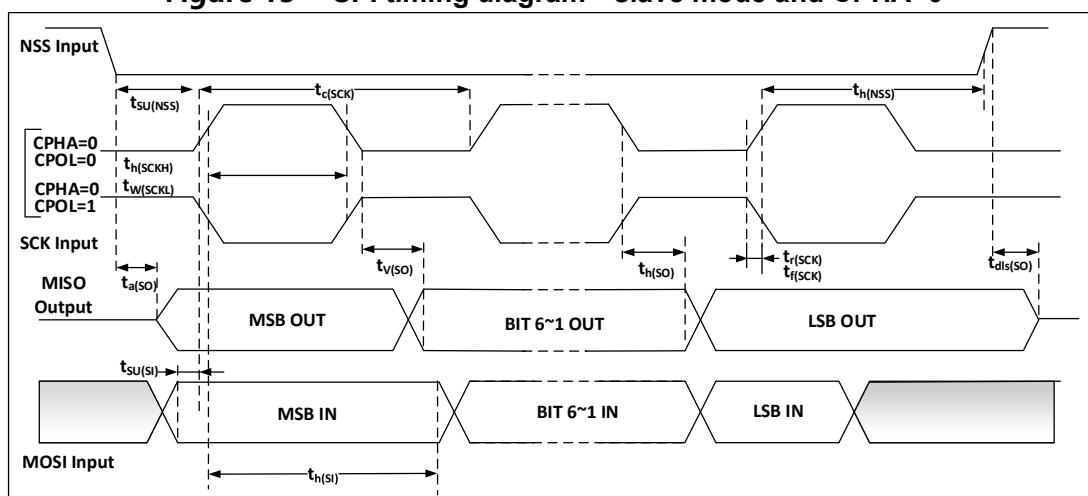 SPI timing diagram - slave mode and CPHA=0
NSS Input
tSU(NSS)
tc(SCK)
th(NSS)
CPHA=0
CPOL=0
th(SCKH)
tW(SCKL)
CPHA=0
CPOL=1
SCK Input
ta(SO)
tV(SO)
th(SO)
tr(SCK)
tf(SCK)
tdis(SO)
MISO
Output
MSB OUT
BIT 6~1 OUT
LSB OUT
tSU(SI)
MSB IN
BIT 6~1 IN
LSB IN
MOSI Input
th(SI)